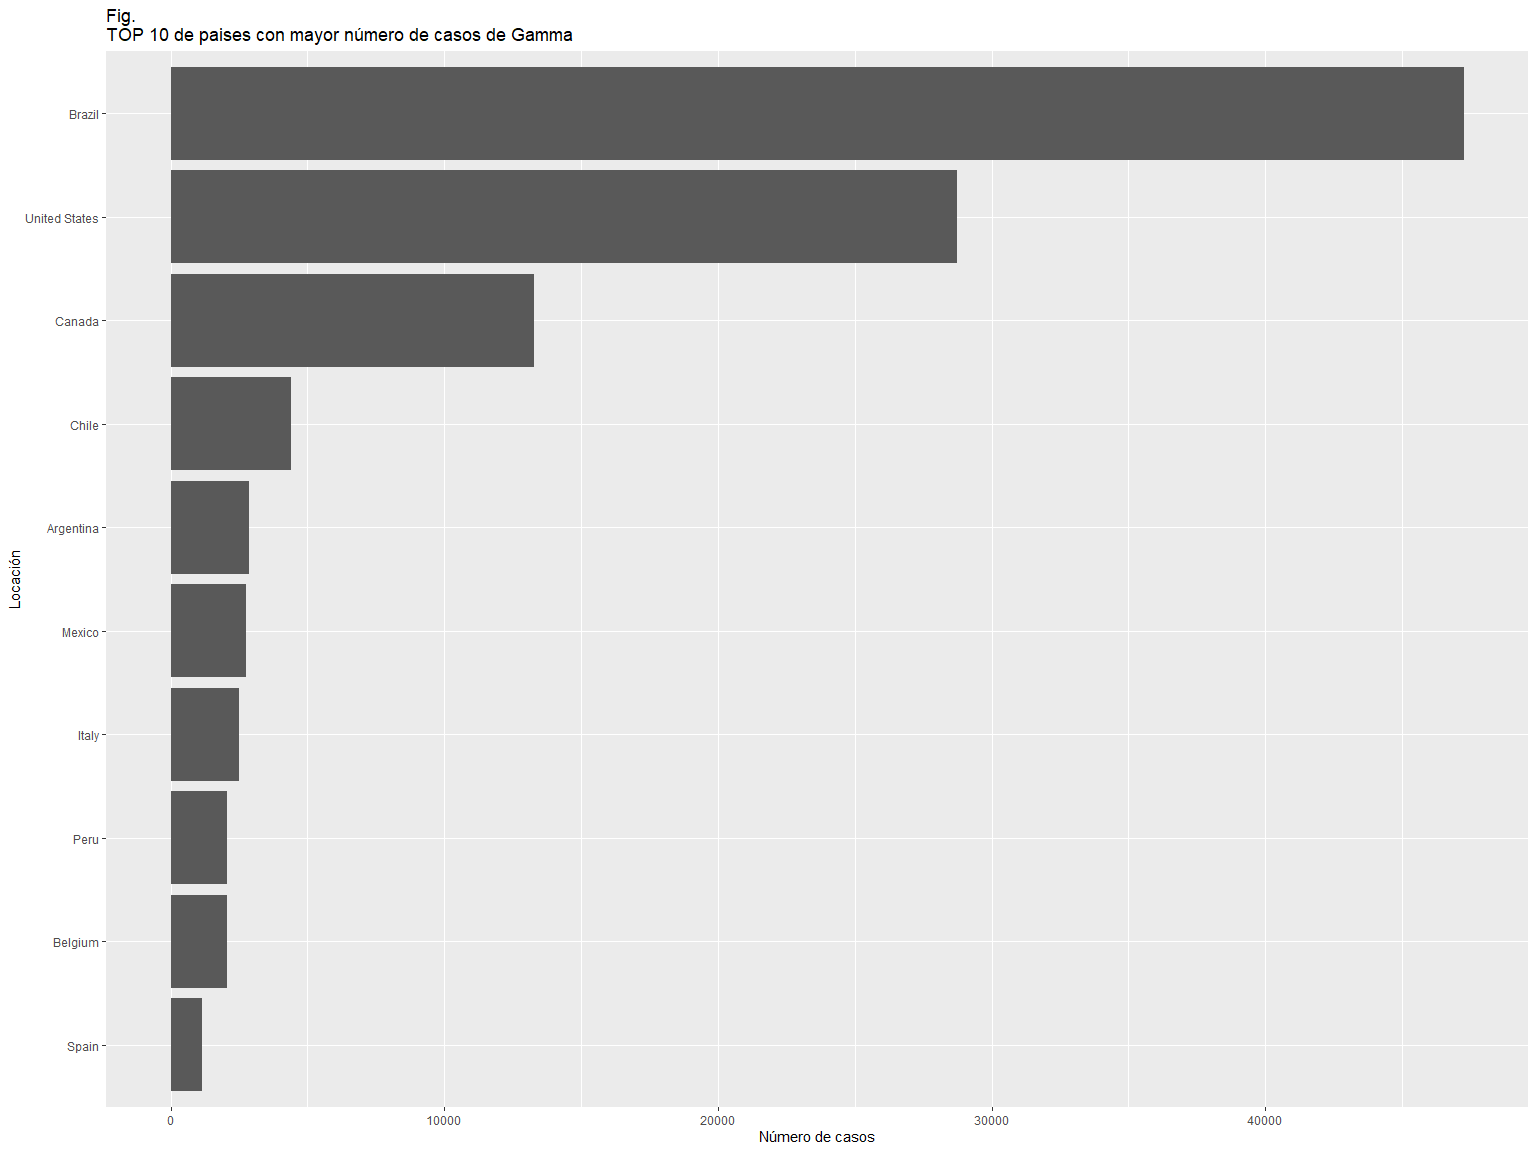 Fig.
TOP 10 de paises con mayor número de casos de Gamma
Brazil
United States
Canada
Chile
Argentina
Mexico
Italy
Peru
Belgium
Spain
Locación
0 10000 20000 30000 40000
Número de casos